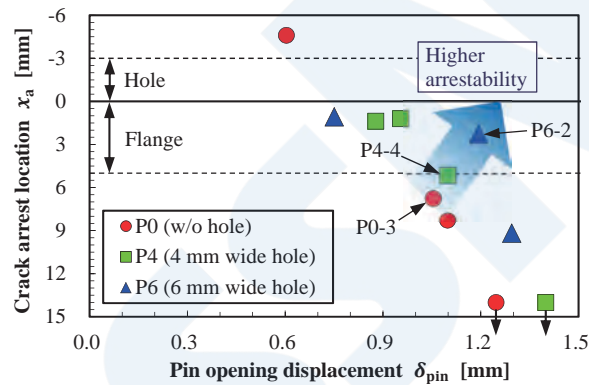 -3
0
3
6
9
12
15
Crack arrest location xₐ [mm]
Hole
Flange
Higher
arrestability
P6-2
P4-4
P0-3
P0 (w/o hole)
P4 (4 mm wide hole)
P6 (6 mm wide hole)
0.0 0.3 0.6 0.9 1.2 1.5
Pin opening displacement δpin [mm]